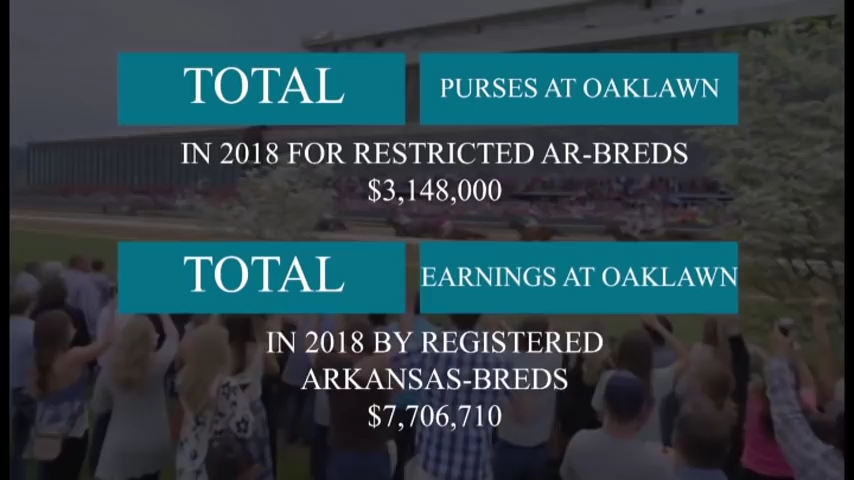 TOTAL PURSES AT OAKLAWN
IN 2018 FOR RESTRICTED AR-BREDS
$3,148,000
TOTAL EARNINGS AT OAKLAWN
IN 2018 BY REGISTERED
ARKANSAS-BREDS
$7,706,710